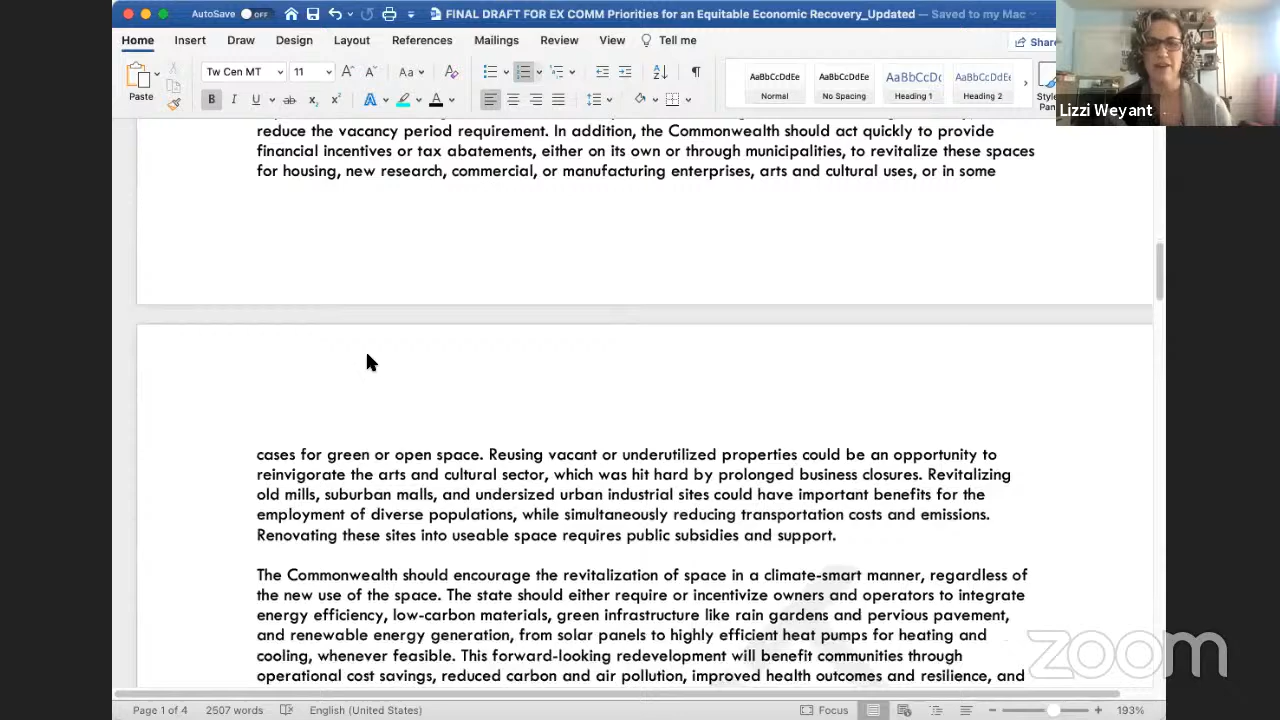 AutoSave OFF FINAL DRAFT FOR EX COMM Priorities for an Equitable Economic Recovery_Updated — Saved to my Mac
Home Insert Draw Design Layout References Mailings Review View Tell me Share
Paste Tw Cen MT 11 AaBbCcDdEe Normal AaBbCcDdEe No Spacing AaBbCcDc Heading 1 AaBbCcDdEe Heading 2
Lizzi Weyant
reduce the vacancy period requirement. In addition, the Commonwealth should act quickly to provide
financial incentives or tax abatements, either on its own or through municipalities, to revitalize these spaces
for housing, new research, commercial, or manufacturing enterprises, arts and cultural uses, or in some
cases for green or open space. Reusing vacant or underutilized properties could be an opportunity to
reinvigorate the arts and cultural sector, which was hit hard by prolonged business closures. Revitalizing
old mills, suburban malls, and undersized urban industrial sites could have important benefits for the
employment of diverse populations, while simultaneously reducing transportation costs and emissions.
Renovating these sites into useable space requires public subsidies and support.
The Commonwealth should encourage the revitalization of space in a climate-smart manner, regardless of
the new use of the space. The state should either require or incentivize owners and operators to integrate
energy efficiency, low-carbon materials, green infrastructure like rain gardens and pervious pavement,
and renewable energy generation, from solar panels to highly efficient heat pumps for heating and
cooling, whenever feasible. This forward-looking redevelopment will benefit communities through
operational cost savings, reduced carbon and air pollution, improved health outcomes and resilience, and
zoom
Page 1 of 4 2507 words English (United States) Focus 193%